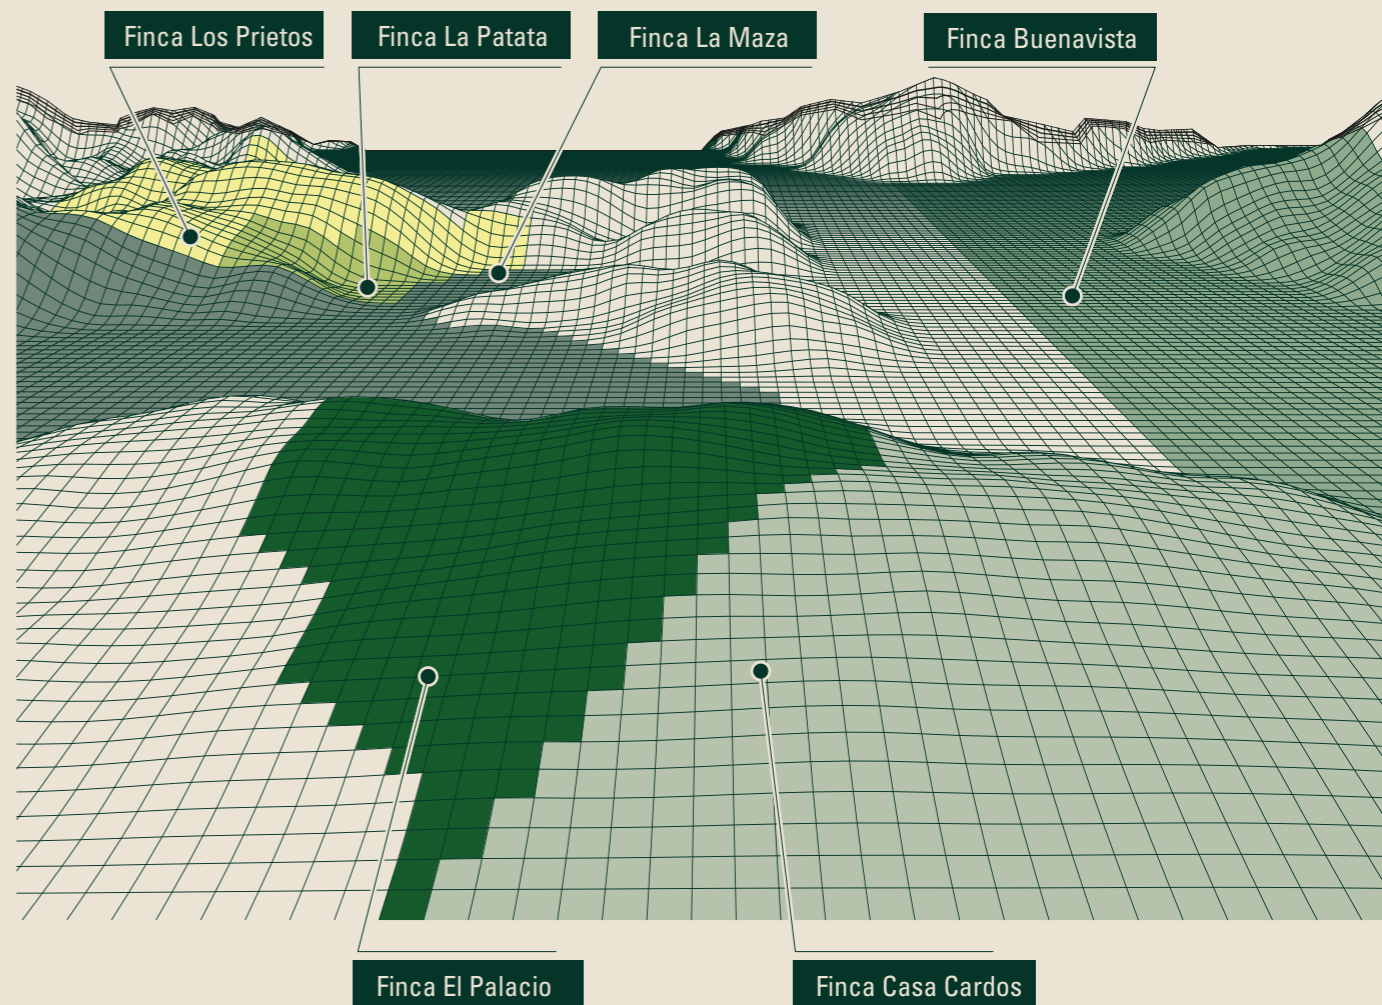 Finca Los Prietos
Finca La Patata
Finca La Maza
Finca Buenavista
Finca El Palacio
Finca Casa Cardos